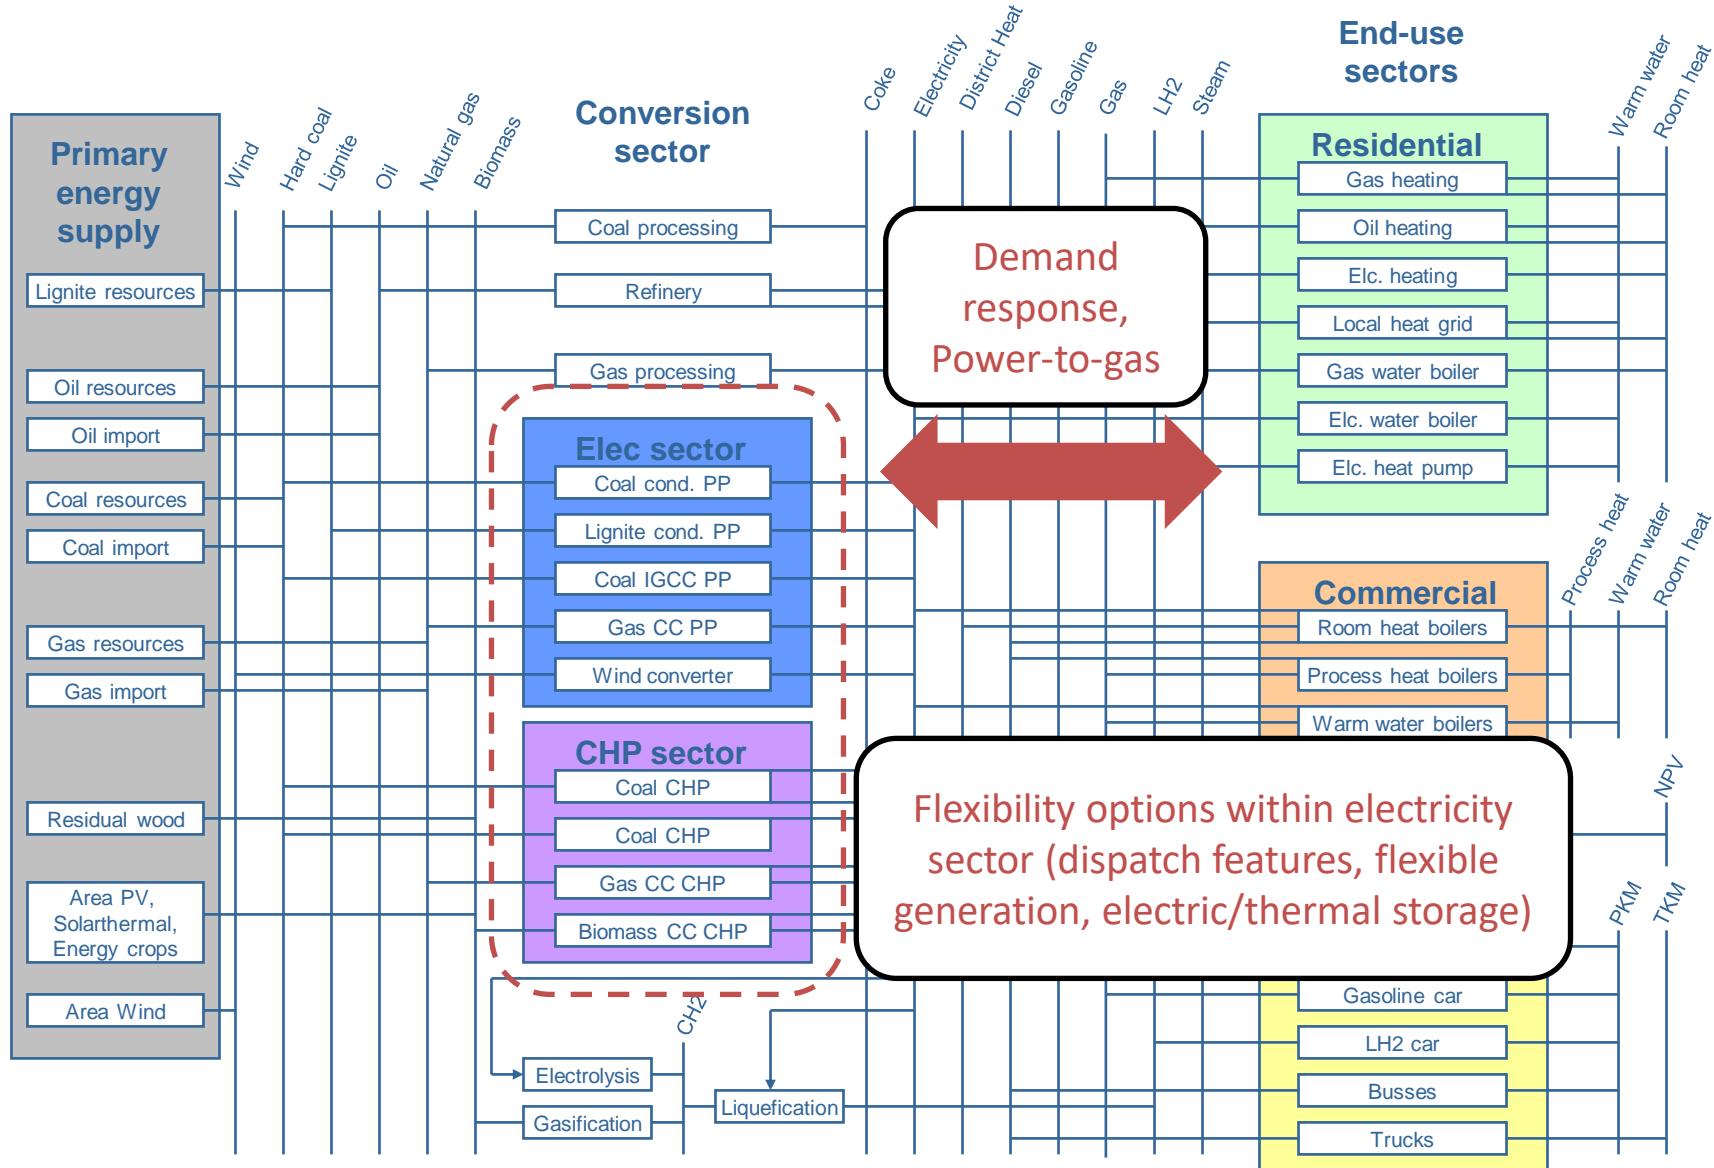 Primary
energy
supply
Lignite resources
Oil resources
Oil import
Coal resources
Coal import
Gas resources
Gas import
Residual wood
Area PV,
Solarthermal,
Energy crops
Area Wind
Wind
Hard coal
Lignite
Oil
Natural gas
Biomass
Conversion
sector
Coal processing
Refinery
Gas processing
Elec sector
Coal cond. PP
Lignite cond. PP
Coal IGCC PP
Gas CC PP
Wind converter
CHP sector
Coal CHP
Coal CHP
Gas CC CHP
Biomass CC CHP
CH2
Electrolysis
Gasification
Liquefication
Coke
Electricity
District Heat
Diesel
Gasoline
Gas
LH2
Steam
Demand
response,
Power-to-gas
Flexibility options within electricity
sector (dispatch features, flexible
generation, electric/thermal storage)
End-use
sectors
Warm water
Room heat
Residential
Gas heating
Oil heating
Elc. heating
Local heat grid
Gas water boiler
Elc. water boiler
Elc. heat pump
Process heat
Warm water
Room heat
Commercial
Room heat boilers
Process heat boilers
Warm water boilers
NPV
PKM
TKM
Gasoline car
LH2 car
Busses
Trucks